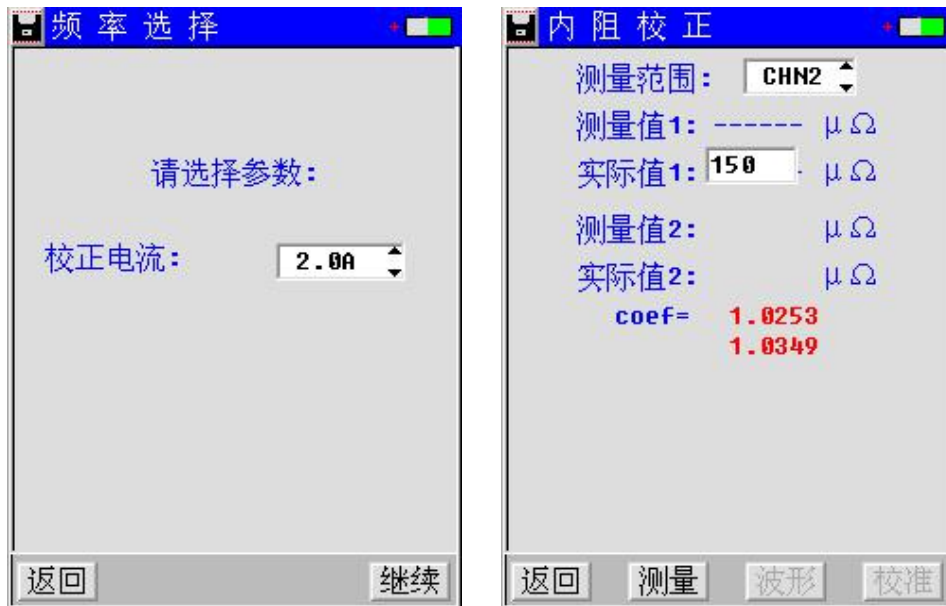 频率选择
请选择参数:
校正电流: 2.0A
返回 继续
内阻校正
测量范围: CHN2
测量值1: ------ μΩ
实际值1: 150 . μΩ
测量值2: μΩ
实际值2: μΩ
coef= 1.0253
1.0349
返回 测量 波形 校准